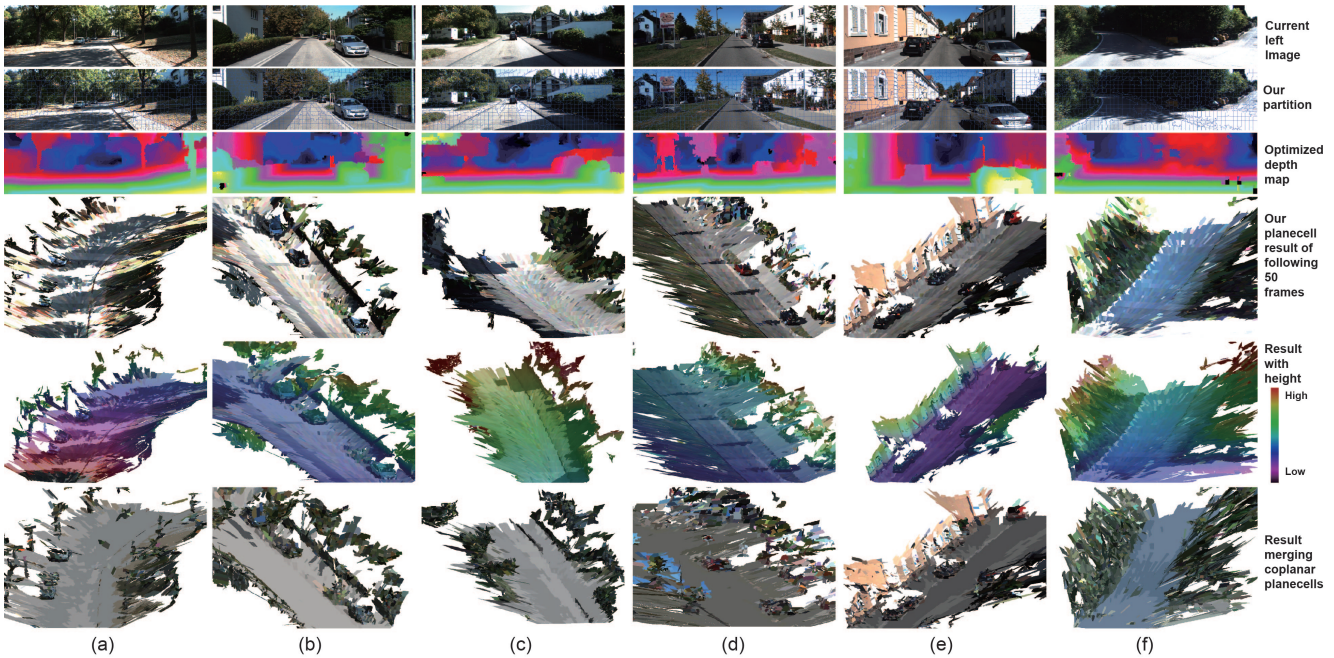 Current
left
Image
Our
partition
Optimized
depth
map
Our
planecell
result of
following
50
frames
Result
with
height
High
Low
Result
merging
coplanar
planecells
(a) (b) (c) (d) (e) (f)